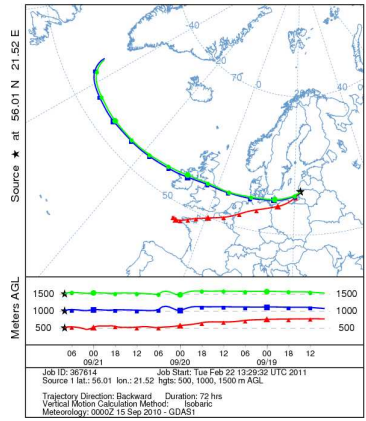 Source ★ at 56.01 N 21.52 E
40
20
70
0
40
60
50
Meters AGL
1500
1000
500
1500
1000
500
06 00 18 12 06 00 18 12 06 00 18 12
09/21 09/20 09/19
Job ID: 367614 Job Start: Tue Feb 22 13:29:32 UTC 2011
Source 1 lat.: 56.01 lon.: 21.52 hgts: 500, 1000, 1500 m AGL
Trajectory Direction: Backward Duration: 72 hrs
Vertical Motion Calculation Method: Isobaric
Meteorology: 0000Z 15 Sep 2010 - GDAS1